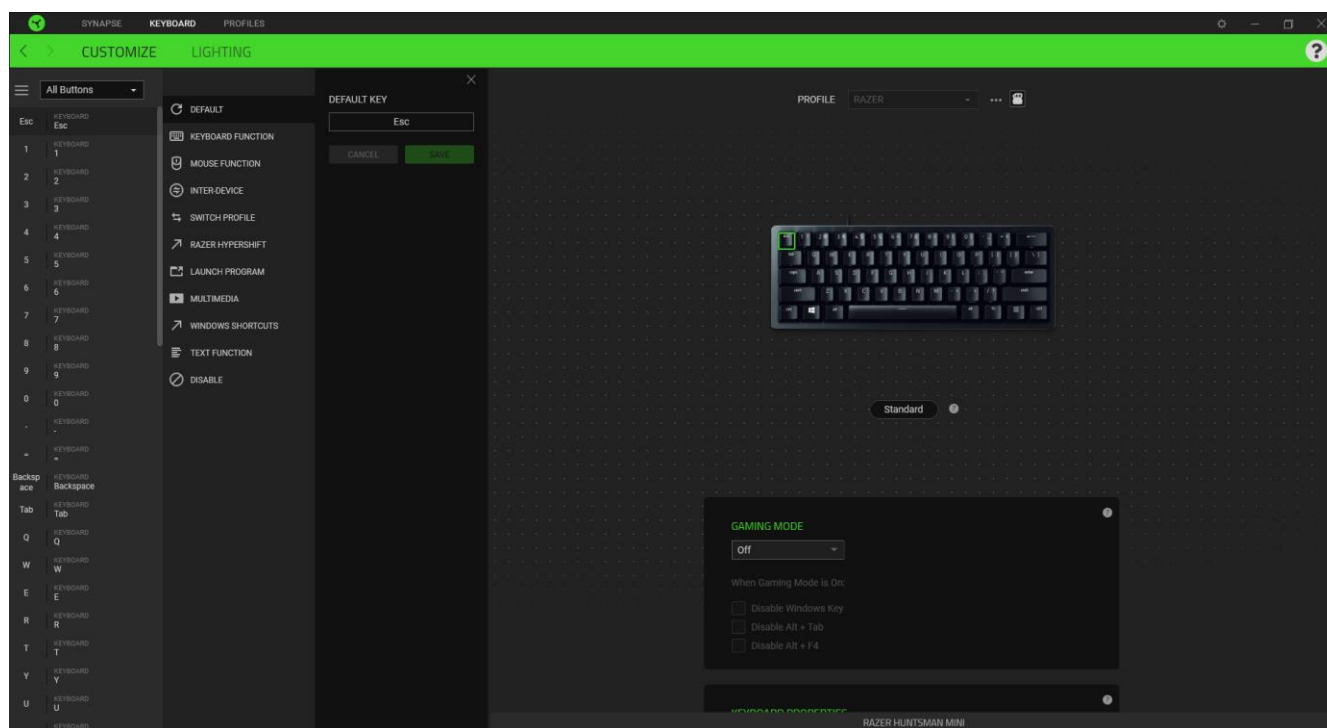 SYNAPSE KEYBOARD PROFILES
CUSTOMIZE LIGHTING
?
All Buttons
Esc KEYBOARD
Esc
1 KEYBOARD
1
2 KEYBOARD
2
3 KEYBOARD
3
4 KEYBOARD
4
5 KEYBOARD
5
6 KEYBOARD
6
7 KEYBOARD
7
8 KEYBOARD
8
9 KEYBOARD
9
0 KEYBOARD
0
- KEYBOARD
-
= KEYBOARD
=
Backsp
ace
KEYBOARD
Backspace
Tab KEYBOARD
Tab
Q KEYBOARD
Q
W KEYBOARD
W
E KEYBOARD
E
R KEYBOARD
R
T KEYBOARD
T
Y KEYBOARD
Y
U KEYBOARD
U
KEYBOARD
DEFAULT
KEYBOARD FUNCTION
MOUSE FUNCTION
INTER-DEVICE
SWITCH PROFILE
RAZER HYPERSHIFT
LAUNCH PROGRAM
MULTIMEDIA
WINDOWS SHORTCUTS
TEXT FUNCTION
DISABLE
DEFAULT KEY
Esc
CANCEL SAVE
PROFILE RAZER
Standard ?
GAMING MODE ?
Off
When Gaming Mode is On:
Disable Windows Key
Disable Alt + Tab
Disable Alt + F4
KEYBOARD PROPERTIES ?
RAZER HUNTSMAN MINI